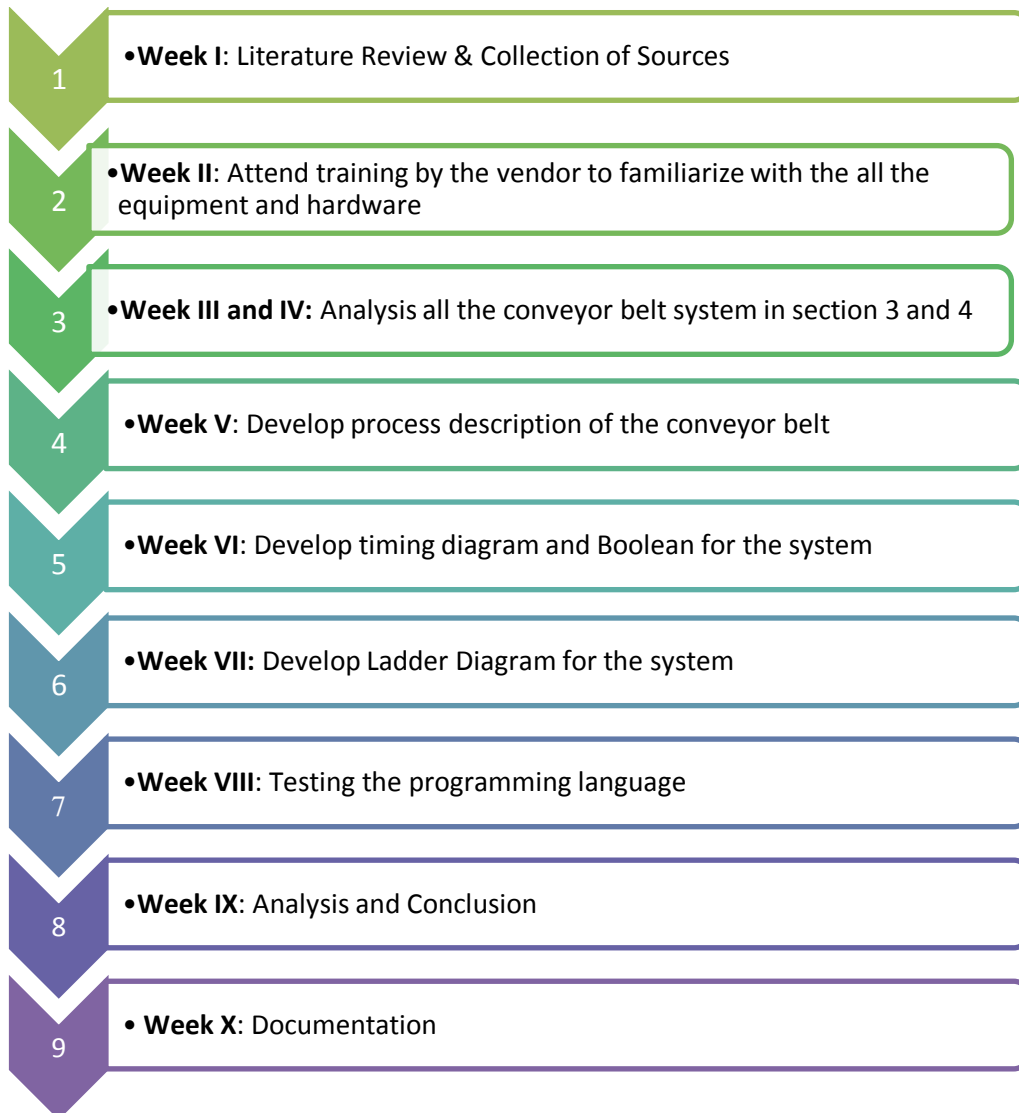 1
•Week I: Literature Review & Collection of Sources
2
•Week II: Attend training by the vendor to familiarize with the all the
equipment and hardware
3
•Week III and IV: Analysis all the conveyor belt system in section 3 and 4
4
•Week V: Develop process description of the conveyor belt
5
•Week VI: Develop timing diagram and Boolean for the system
6
•Week VII: Develop Ladder Diagram for the system
7
•Week VIII: Testing the programming language
8
•Week IX: Analysis and Conclusion
9
• Week X: Documentation